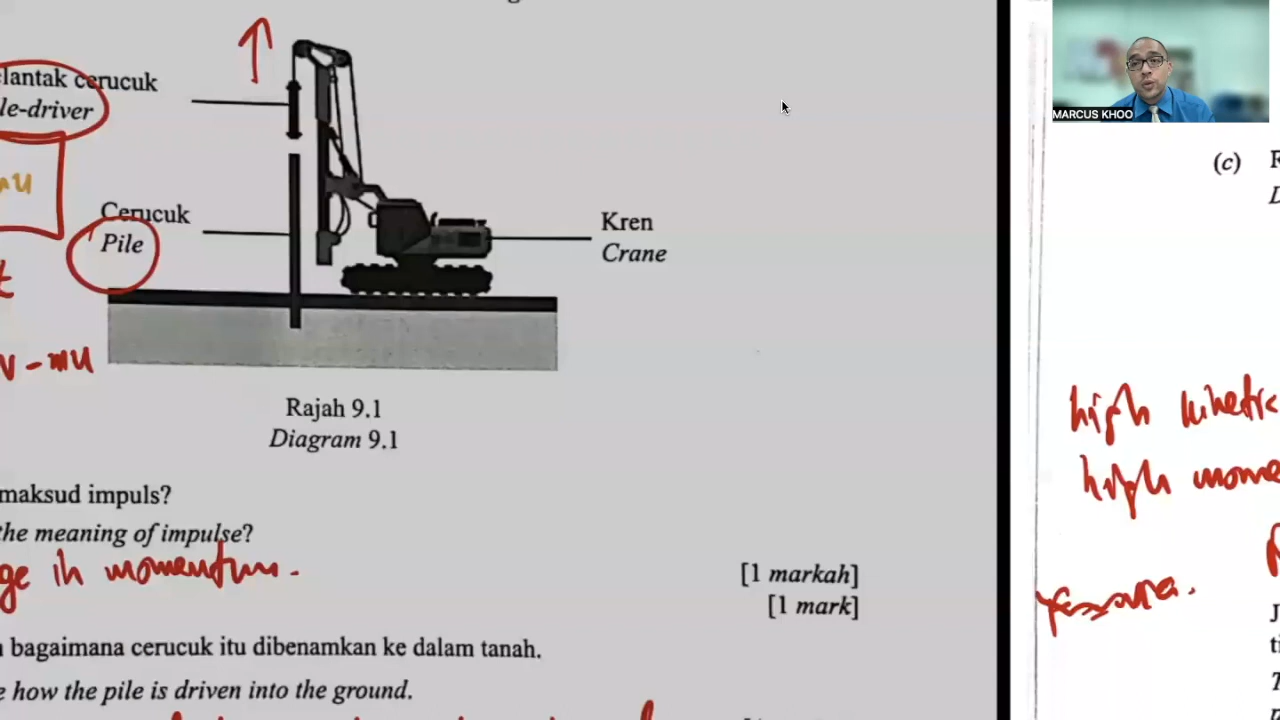 lantak cerucuk
le-driver
mu
Cerucuk
Pile
Kren
Crane
v - mu
Rajah 9.1
Diagram 9.1
maksud impuls?
the meaning of impulse?
ge in momentum.
[1 markah]
[1 mark]
bagaimana cerucuk itu dibenamkan ke dalam tanah.
e how the pile is driven into the ground.
MARCUS KHOO
(c)
high kinetic
high mome